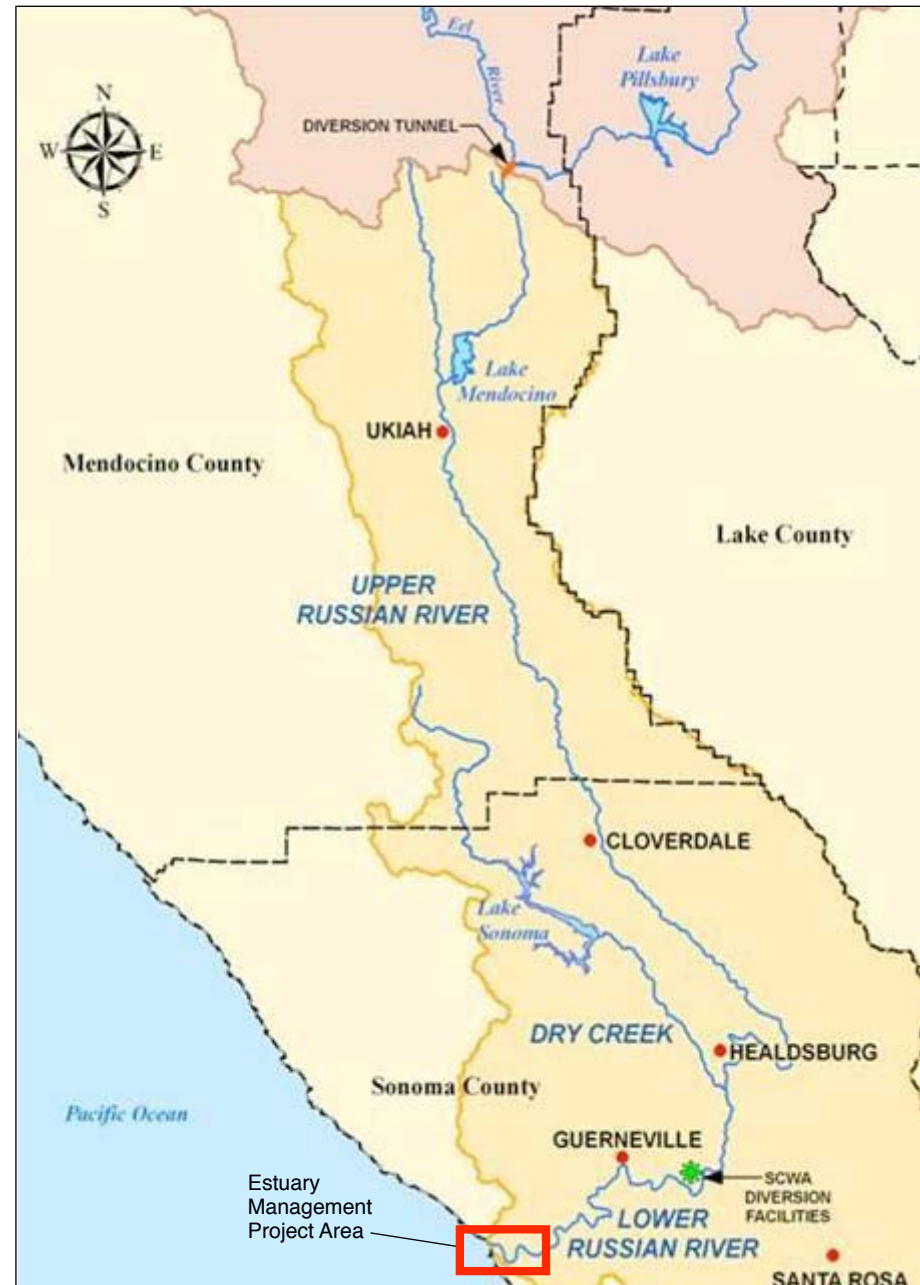 Eel
River
Lake
Pillsbury
N
W
E
S
DIVERSION TUNNEL
Lake
Mendocino
UKIAH
Mendocino County
Lake County
UPPER
RUSSIAN RIVER
CLOVERDALE
Lake
Sonoma
DRY CREEK
HEALDSBURG
Sonoma County
Pacific Ocean
GUERNEVILLE
SCWA
DIVERSION
FACILITIES
Estuary
Management
Project Area
LOWER
RUSSIAN RIVER
SANTA ROSA